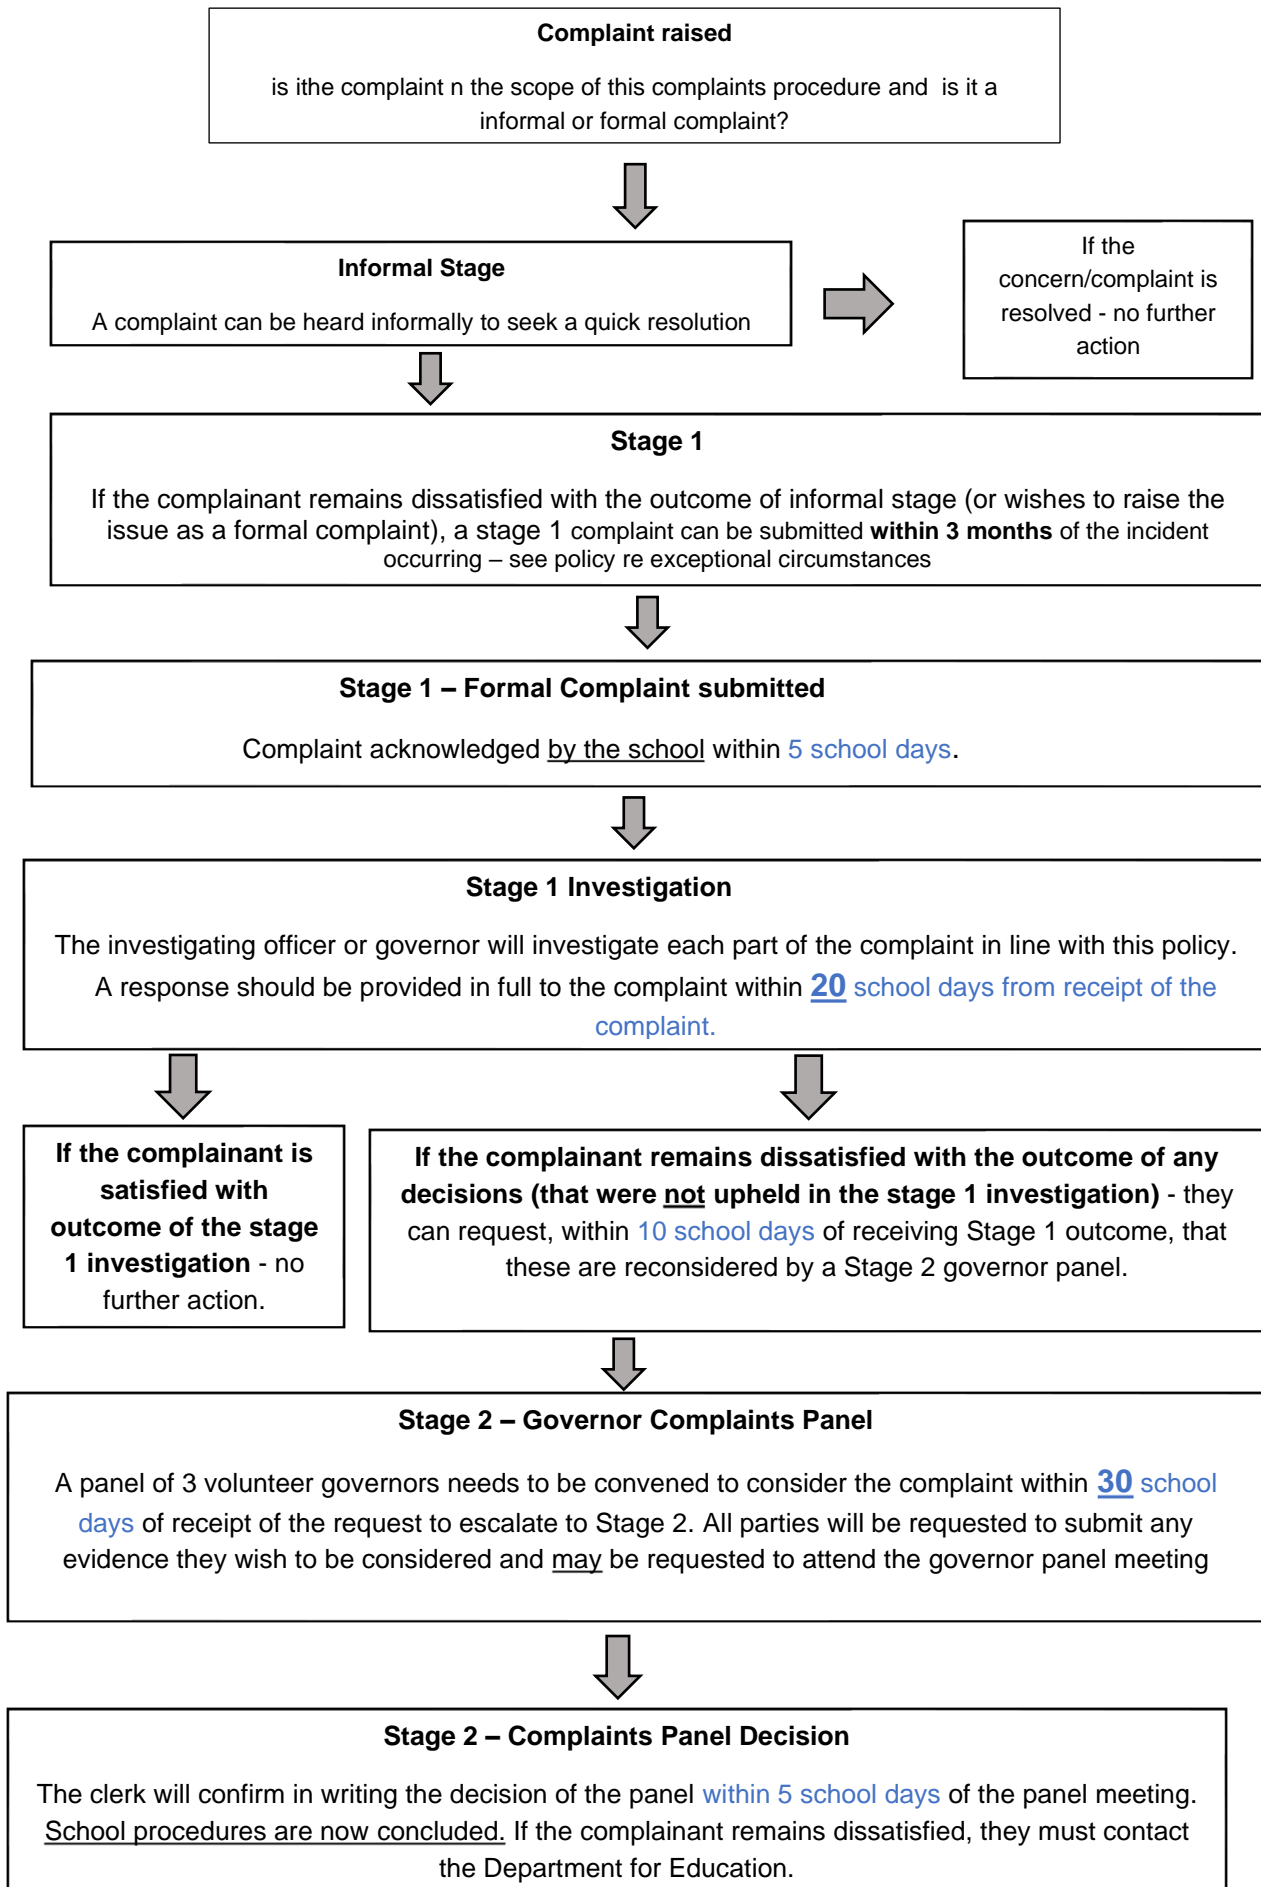 Complaint raised
is ithe complaint n the scope of this complaints procedure and  is it a
informal or formal complaint?
Informal Stage
A complaint can be heard informally to seek a quick resolution
If the
concern/complaint is
resolved - no further
action
Stage 1
If the complainant remains dissatisfied with the outcome of informal stage (or wishes to raise the
issue as a formal complaint), a stage 1 complaint can be submitted within 3 months of the incident
occurring – see policy re exceptional circumstances
Stage 1 – Formal Complaint submitted
Complaint acknowledged by the school within 5 school days.
Stage 1 Investigation
The investigating officer or governor will investigate each part of the complaint in line with this policy.
A response should be provided in full to the complaint within 20 school days from receipt of the
complaint.
If the complainant is
satisfied with
outcome of the stage
1 investigation - no
further action.
If the complainant remains dissatisfied with the outcome of any
decisions (that were not upheld in the stage 1 investigation) - they
can request, within 10 school days of receiving Stage 1 outcome, that
these are reconsidered by a Stage 2 governor panel.
Stage 2 – Governor Complaints Panel
A panel of 3 volunteer governors needs to be convened to consider the complaint within 30 school
days of receipt of the request to escalate to Stage 2. All parties will be requested to submit any
evidence they wish to be considered and may be requested to attend the governor panel meeting
Stage 2 – Complaints Panel Decision
The clerk will confirm in writing the decision of the panel within 5 school days of the panel meeting.
School procedures are now concluded. If the complainant remains dissatisfied, they must contact
the Department for Education.